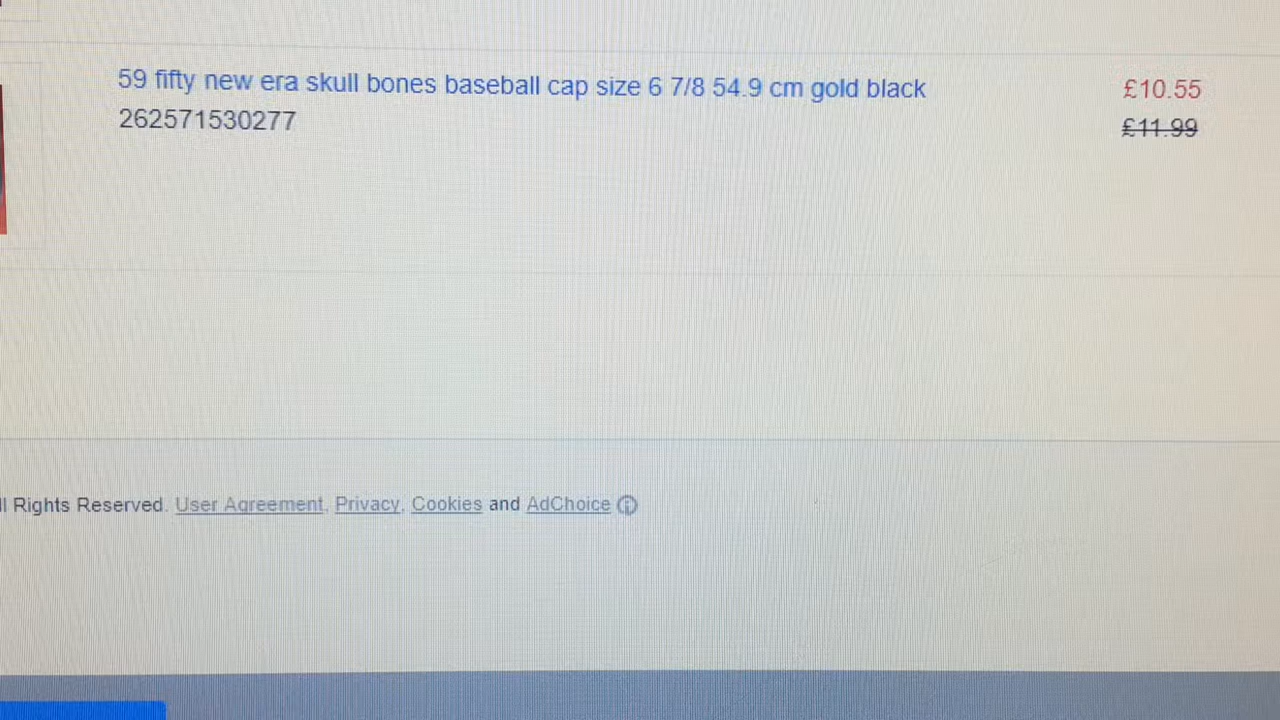 59 fifty new era skull bones baseball cap size 6 7/8 54.9 cm gold black
£10.55
262571530277
£11.99
Rights Reserved. User Agreement, Privacy, Cookies and AdChoice